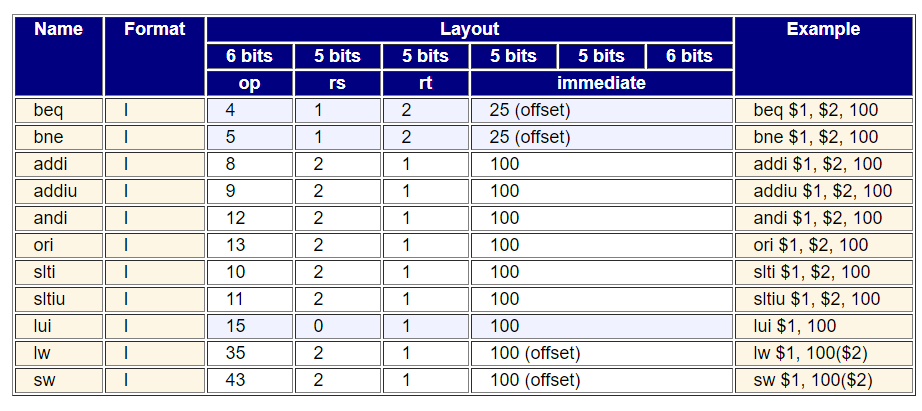 Name Format Layout Example
6 bits 5 bits 5 bits 5 bits 5 bits 6 bits
op rs rt immediate
beq I 4 1 2 25 (offset) beq $1, $2, 100
bne I 5 1 2 25 (offset) bne $1, $2, 100
addi I 8 2 1 100 addi $1, $2, 100
addiu I 9 2 1 100 addiu $1, $2, 100
andi I 12 2 1 100 andi $1, $2, 100
ori I 13 2 1 100 ori $1, $2, 100
slti I 10 2 1 100 slti $1, $2, 100
sltiu I 11 2 1 100 sltiu $1, $2, 100
lui I 15 0 1 100 lui $1, 100
lw I 35 2 1 100 (offset) lw $1, 100($2)
sw I 43 2 1 100 (offset) sw $1, 100($2)